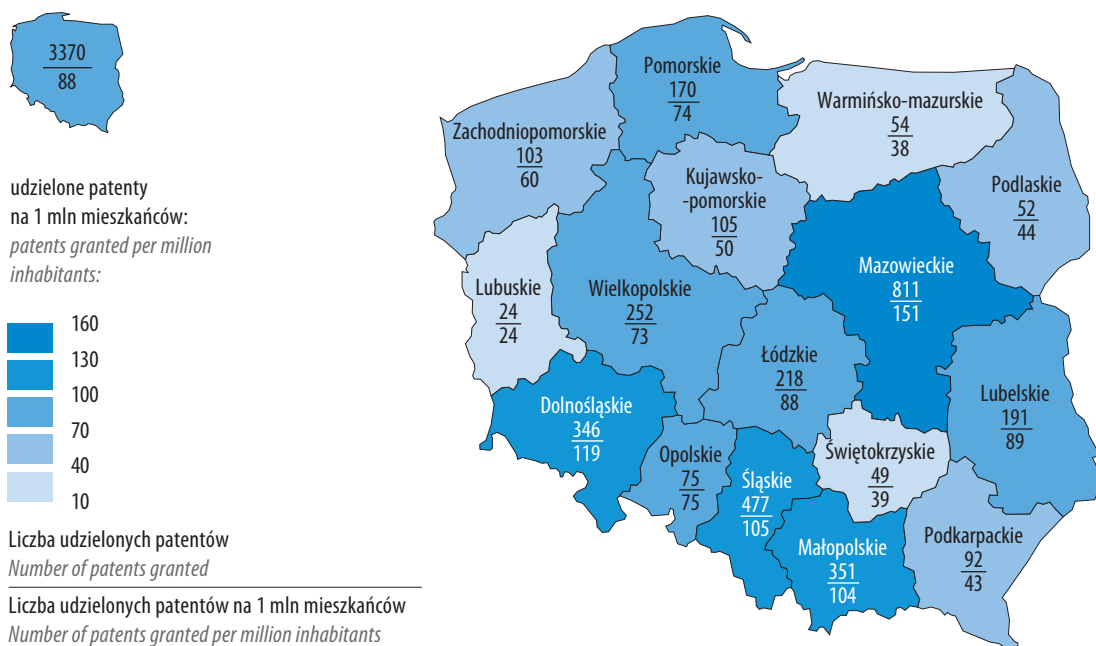 3370
88
udzielone patenty
na 1 mln mieszkańców:
patents granted per million
inhabitants:
160
130
100
70
40
10
Liczba udzielonych patentów
Number of patents granted
Liczba udzielonych patentów na 1 mln mieszkańców
Number of patents granted per million inhabitants
Pomorskie
170
74
Warmińsko-mazurskie
54
38
Zachodniopomorskie
103
60
Kujawsko-
-pomorskie
105
50
Podlaskie
52
44
Mazowieckie
811
151
Lubuskie
24
24
Wielkopolskie
252
73
Łódzkie
218
88
Lubelskie
191
89
Dolnośląskie
346
119
Opolskie
75
75
Śląskie
477
105
Świętokrzyskie
49
39
Małopolskie
351
104
Podkarpackie
92
43